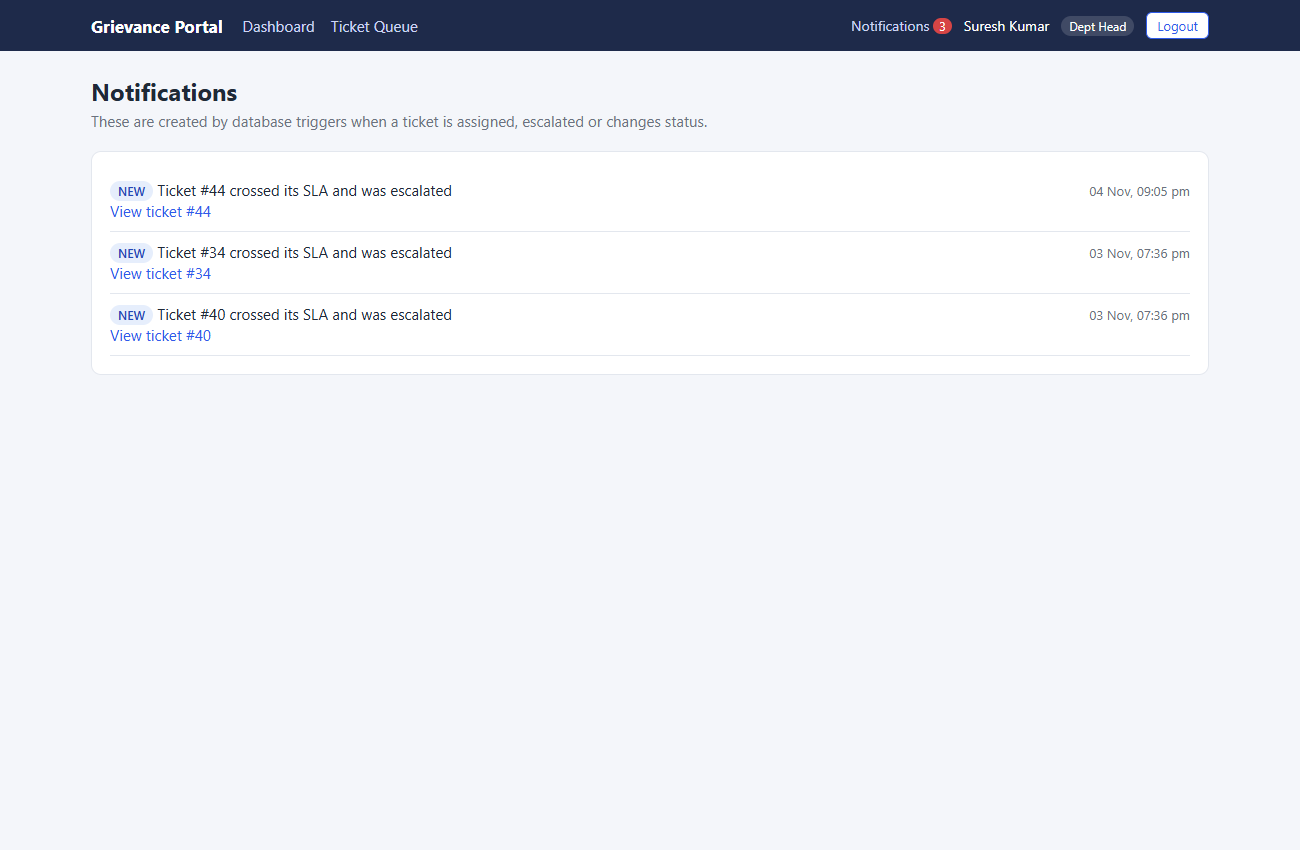 Grievance Portal Dashboard Ticket Queue Notifications 3 Suresh Kumar Dept Head Logout
Notifications
These are created by database triggers when a ticket is assigned, escalated or changes status.
NEW Ticket #44 crossed its SLA and was escalated 04 Nov, 09:05 pm
View ticket #44
NEW Ticket #34 crossed its SLA and was escalated 03 Nov, 07:36 pm
View ticket #34
NEW Ticket #40 crossed its SLA and was escalated 03 Nov, 07:36 pm
View ticket #40